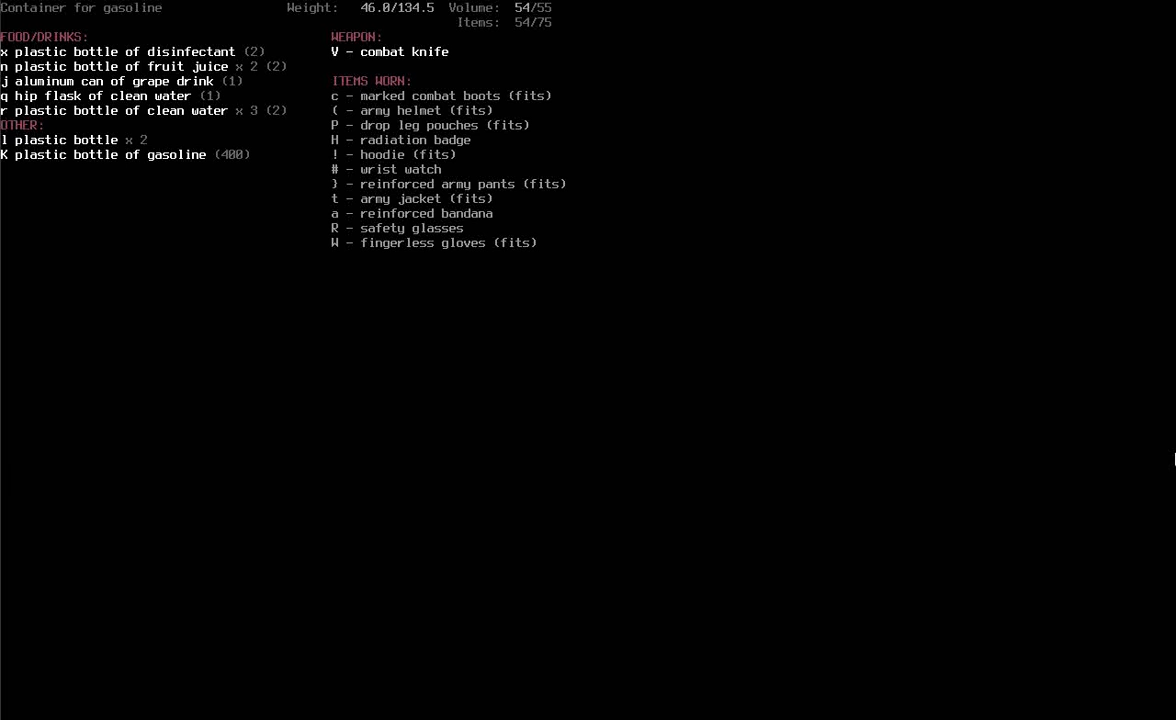 Container for gasoline Weight: 46.0/134.5 Volume: 54/55
Items: 54/75
FOOD/DRINKS:
x plastic bottle of disinfectant (2)
n plastic bottle of fruit juice x 2 (2)
j aluminum can of grape drink (1)
q hip flask of clean water (1)
r plastic bottle of clean water x 3 (2)
OTHER:
l plastic bottle x 2
K plastic bottle of gasoline (400)
WEAPON:
V - combat knife
ITEMS WORN:
c - marked combat boots (fits)
( - army helmet (fits)
P - drop leg pouches (fits)
H - radiation badge
! - hoodie (fits)
# - wrist watch
} - reinforced army pants (fits)
t - army jacket (fits)
a - reinforced bandana
R - safety glasses
W - fingerless gloves (fits)